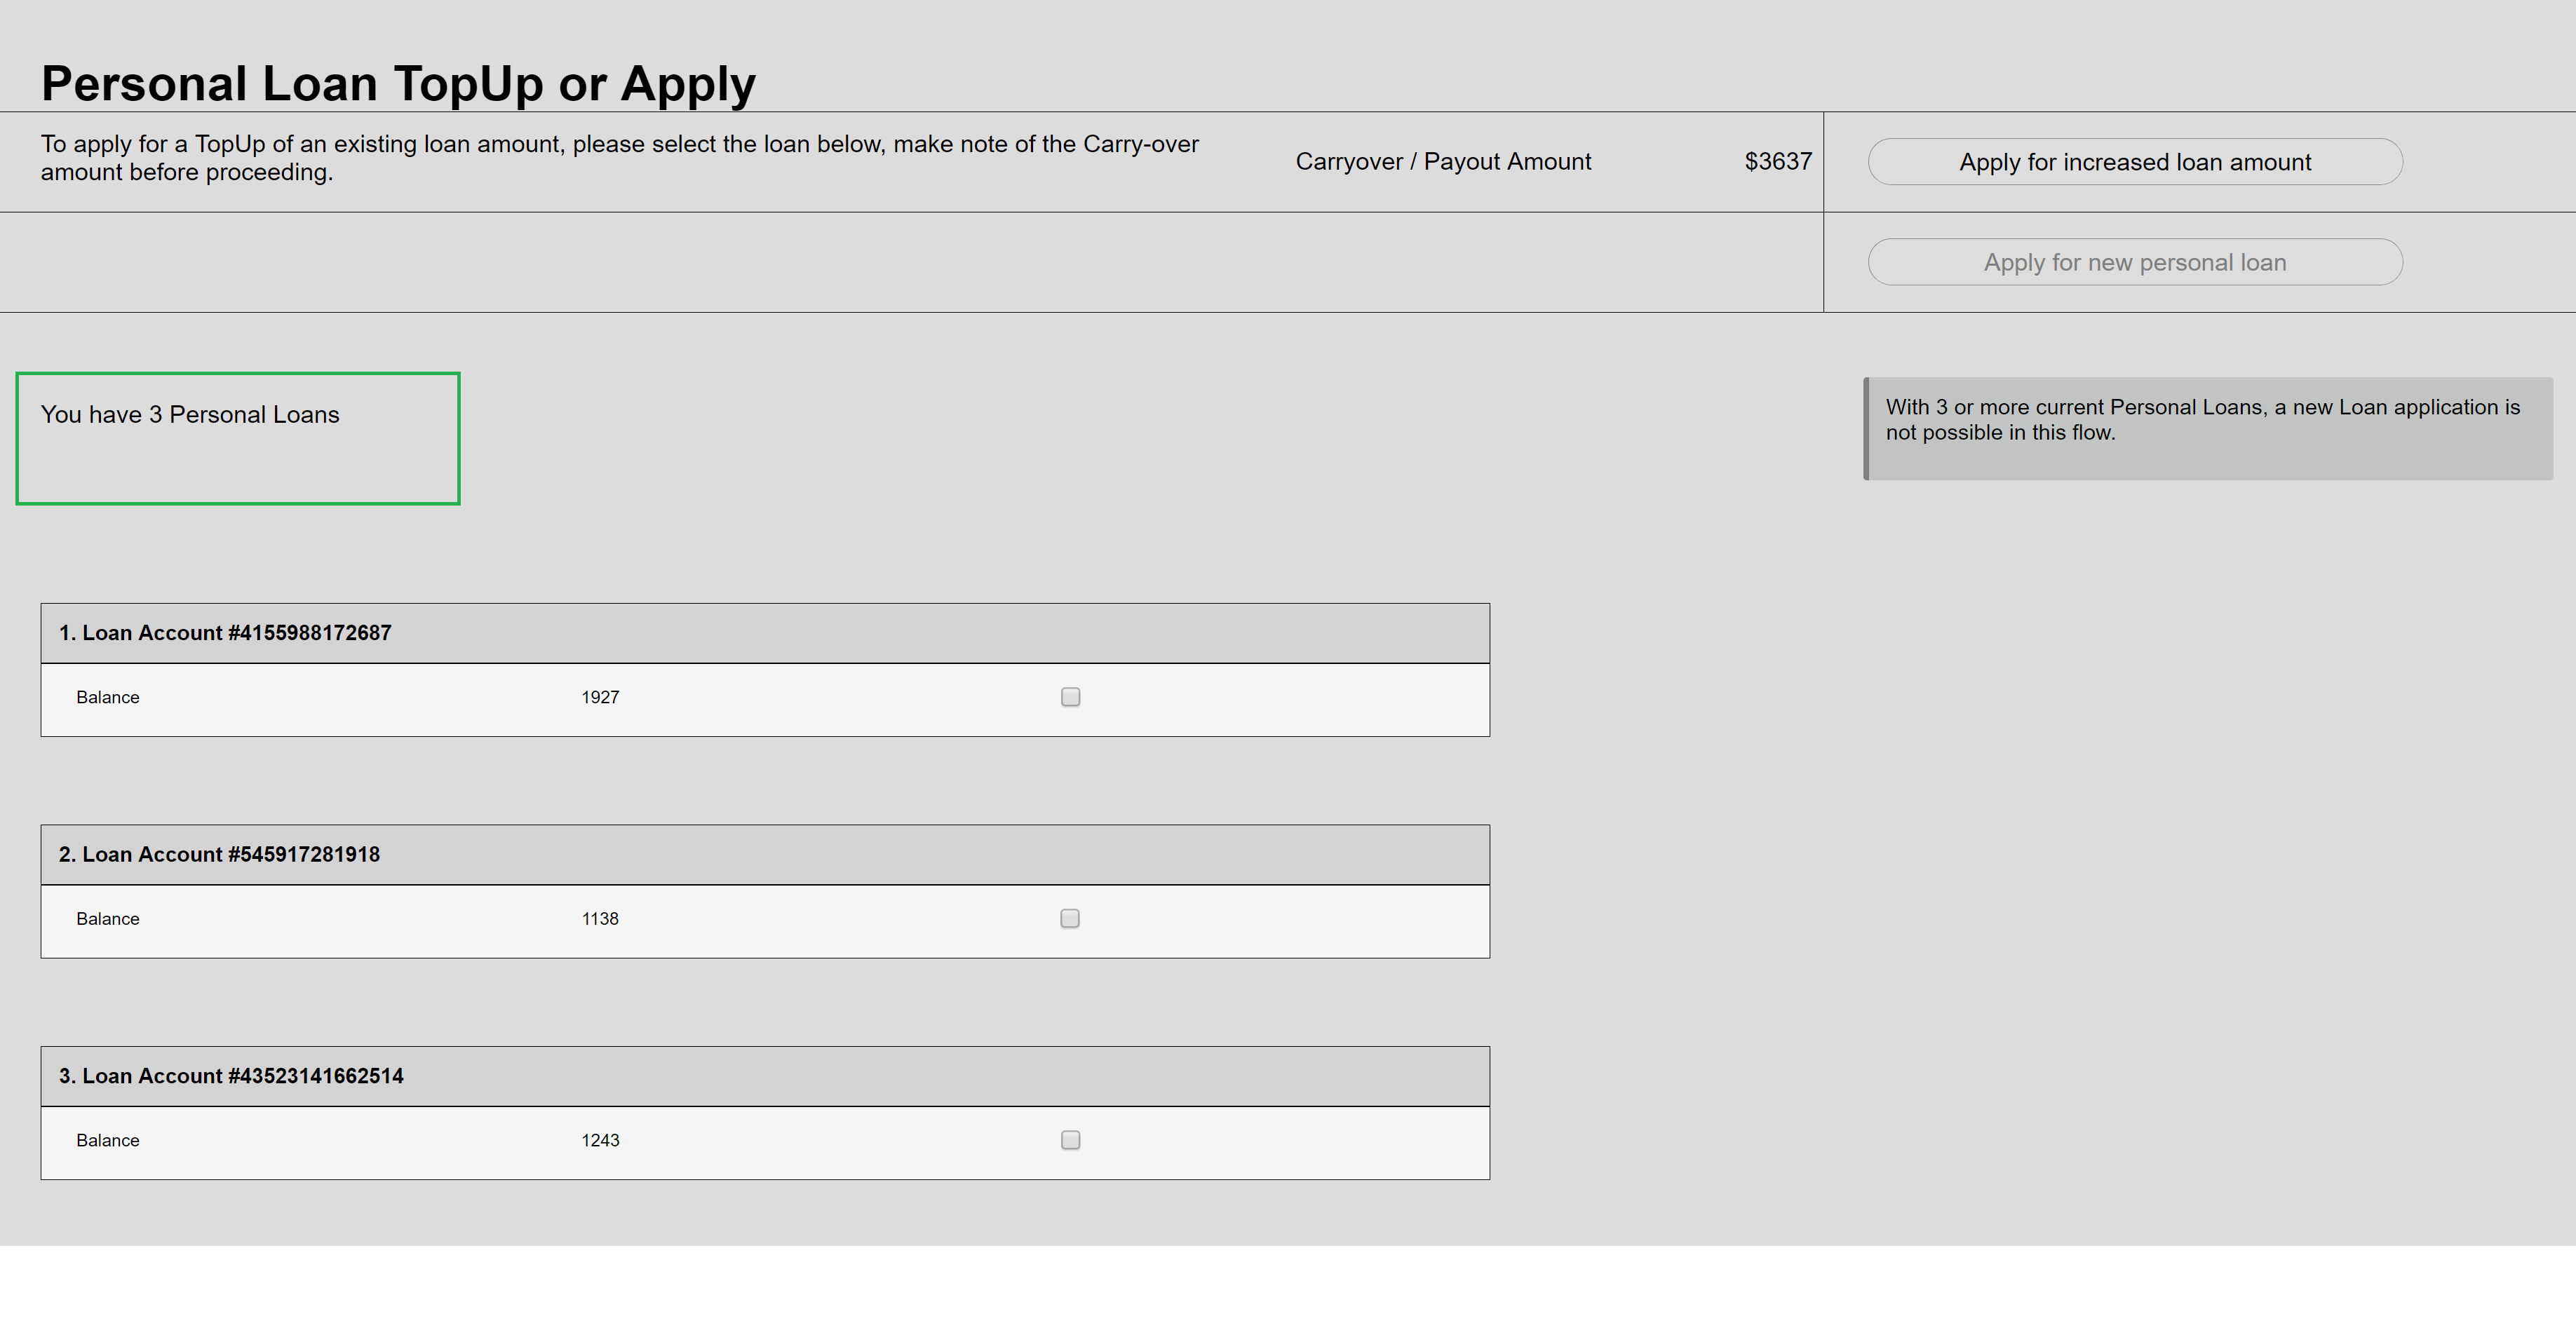 Personal Loan TopUp or Apply
To apply for a TopUp of an existing loan amount, please select the loan below, make note of the Carry-over
amount before proceeding.
Carryover / Payout Amount
$3637
Apply for increased loan amount
Apply for new personal loan
You have 3 Personal Loans
With 3 or more current Personal Loans, a new Loan application is
not possible in this flow.
1. Loan Account #4155988172687
Balance 1927
2. Loan Account #545917281918
Balance 1138
3. Loan Account #43523141662514
Balance 1243